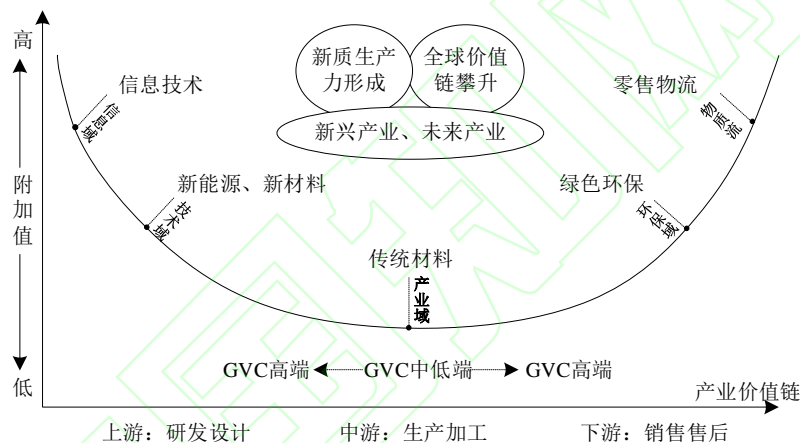 高
附加值
低
新质生产
力形成
全球价值
链攀升
新兴产业、未来产业
信息技术
信息域
新能源、新材料
技术域
传统材料
产业域
绿色环保
环保域
零售物流
物质流
GVC高端
GVC中低端
GVC高端
产业价值链
上游：研发设计
中游：生产加工
下游：销售售后